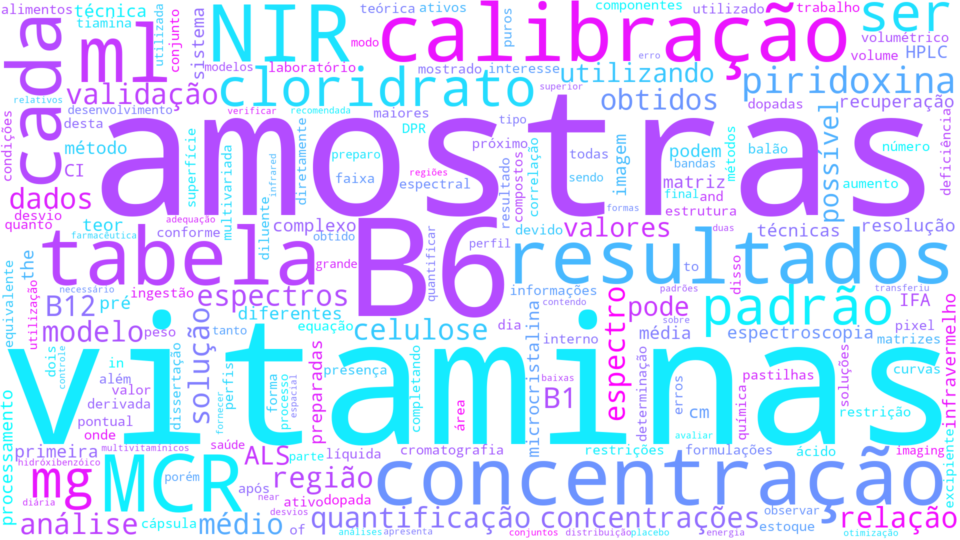 alimentos
técnica
tiamina
utilizada
conjunto
sistema
NIR
modo
calibração
teórica
ativos
puros
componentes
utilizado
erro
trabalho
ser
volumétrico
volume
HPLC
cada
ml
modelos
laboratório
mostrado
interesse
utilizando
piridoxina
relativos
validação
cloridrato
superior
obtidos
dopadas
recuperação
desenvolvimento
verificar
recomendada
maiores
tipo
possível
deficiência
condições
desta
método
CI
superfície
multivariada
diluente
infrared
diretamente
DPR
preparo
faixa
espectral
próximo
resultado
compostos
correlação
todas
sendo
imagem
podem
bandas
métodos
balão
número
amostras
dados
matriz
regiões
final
aumento
desvio
quanto
teor
farmacêutica
adequação
conforme
complexo
obtido
B6
quantificar
perfil
devido
formas
valores
and
estrutura
duas
técnicas
resolução
tabela
grande
resultados
equivalente
utilização
the
necessário
B12
pré
ingestão
espectros
diferentes
equação
informações
contendo
to
padrões
sobre
disso
padrão
transferiu
IFA
infravermelho
modelo
peso
solução
tanto
celulose
dia
microcristalina
interno
espectro
pode
média
espectroscopia
pixel
matrizes
vitaminas
processamento
dois
controle
in
além
valor
derivada
pontual
onde
dissertação
fornecer
perfis
forma
processo
espacial
preparadas
presença
completando
área
baixas
B1
determinação
erros
cm
química
pastilhas
soluções
curvas
restrição
primeira
hidroxibenzóico
multivitamínicos
saúde
ALS
parte
líquida
cromatografia
restrições
avaliar
formulações
ácido
imaging
excipiente
mg
diária
MCR
porém
após
near
região
ativo
dopada
concentração
análise
cápsula
médio
of
desvios
quantificação
análises
apresenta
concentrações
conjuntos
distribuição
placebo
energia
observar
estoque
relação
otimização